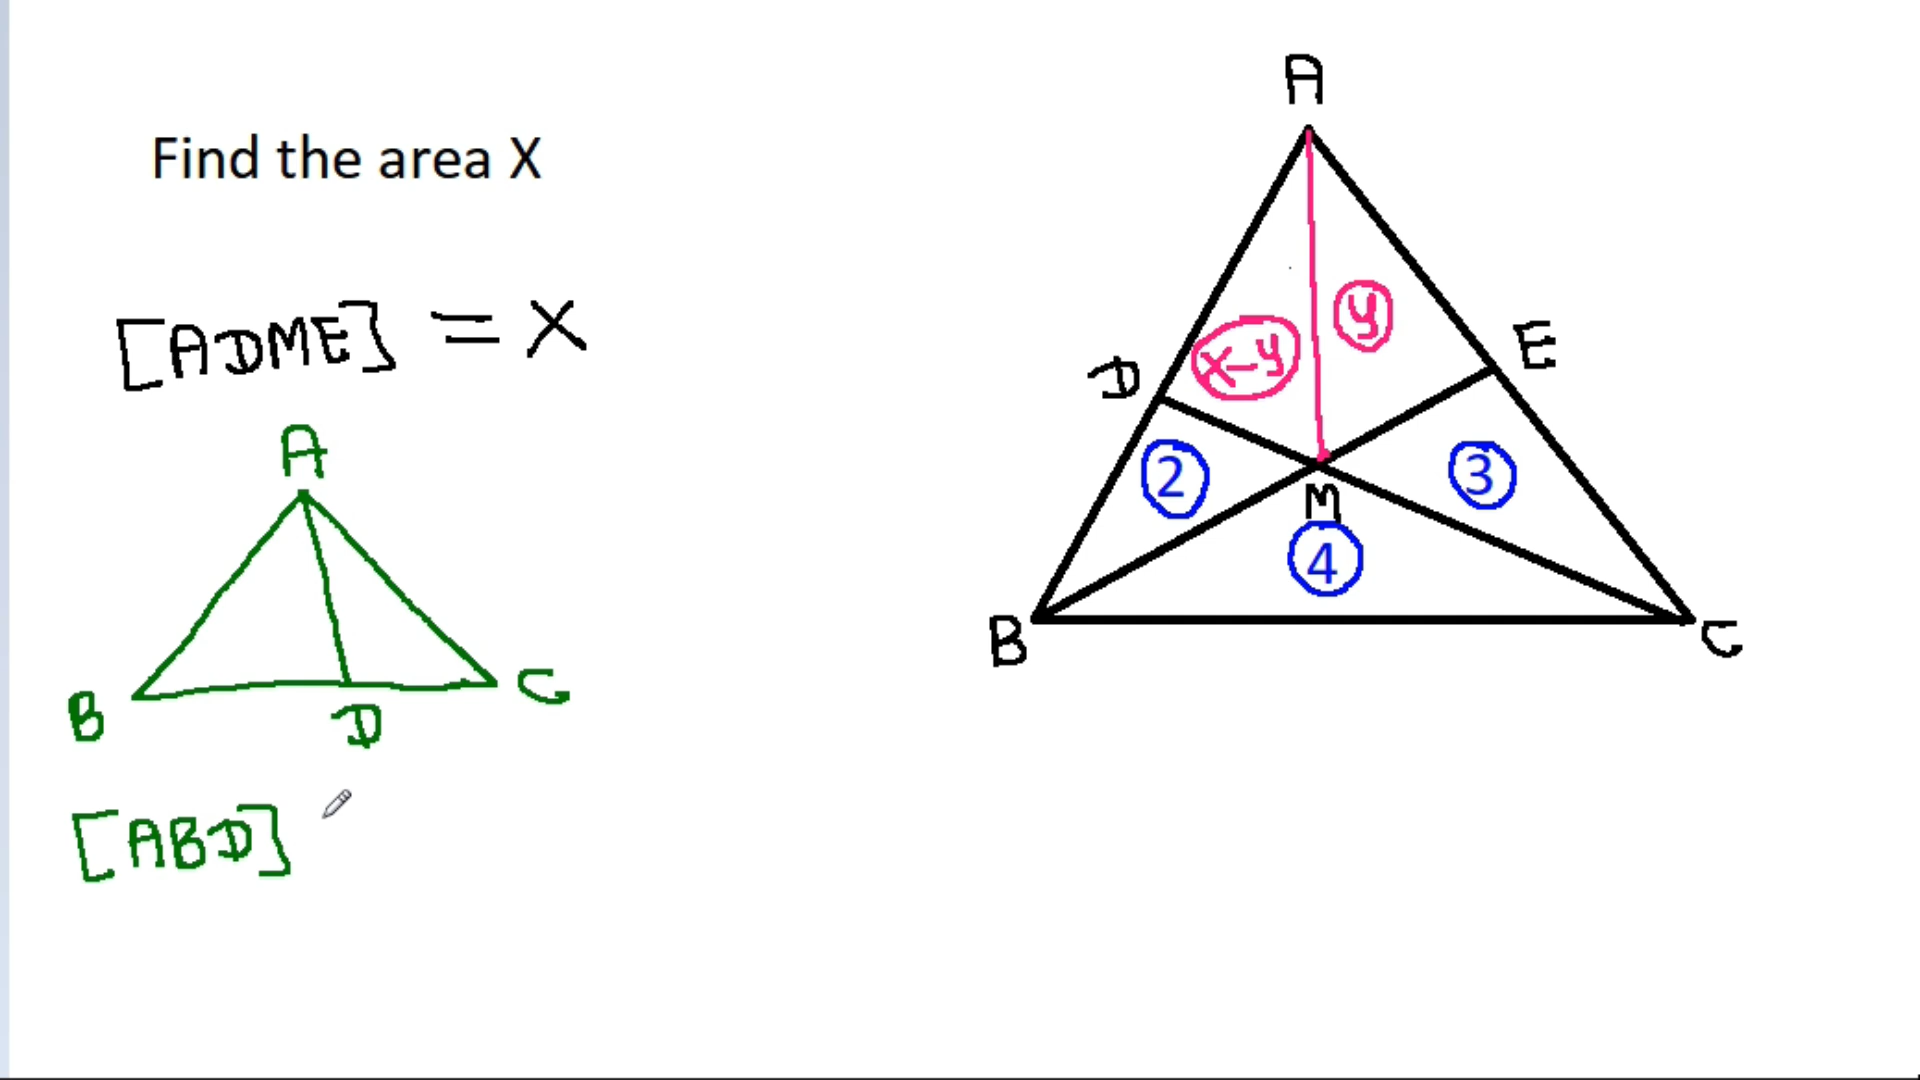 Find the area X
[ADME] = X
A
B
D
C
[ABD]
A
D
E
x-y
y
2
3
M
4
B
C